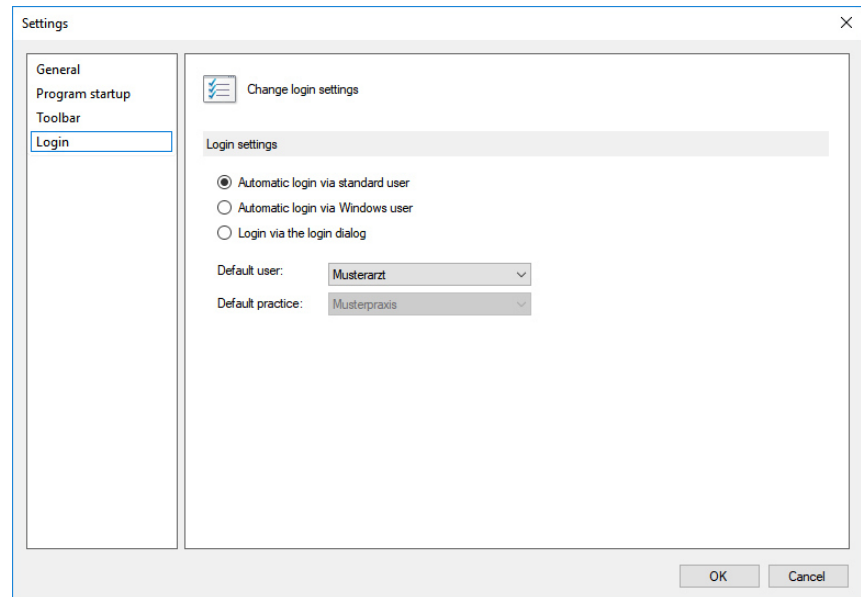 Settings
General
Program startup
Toolbar
Login
Change login settings
Login settings
Automatic login via standard user
Automatic login via Windows user
Login via the login dialog
Default user: Musterarzt
Default practice: Musterpraxis
OK Cancel